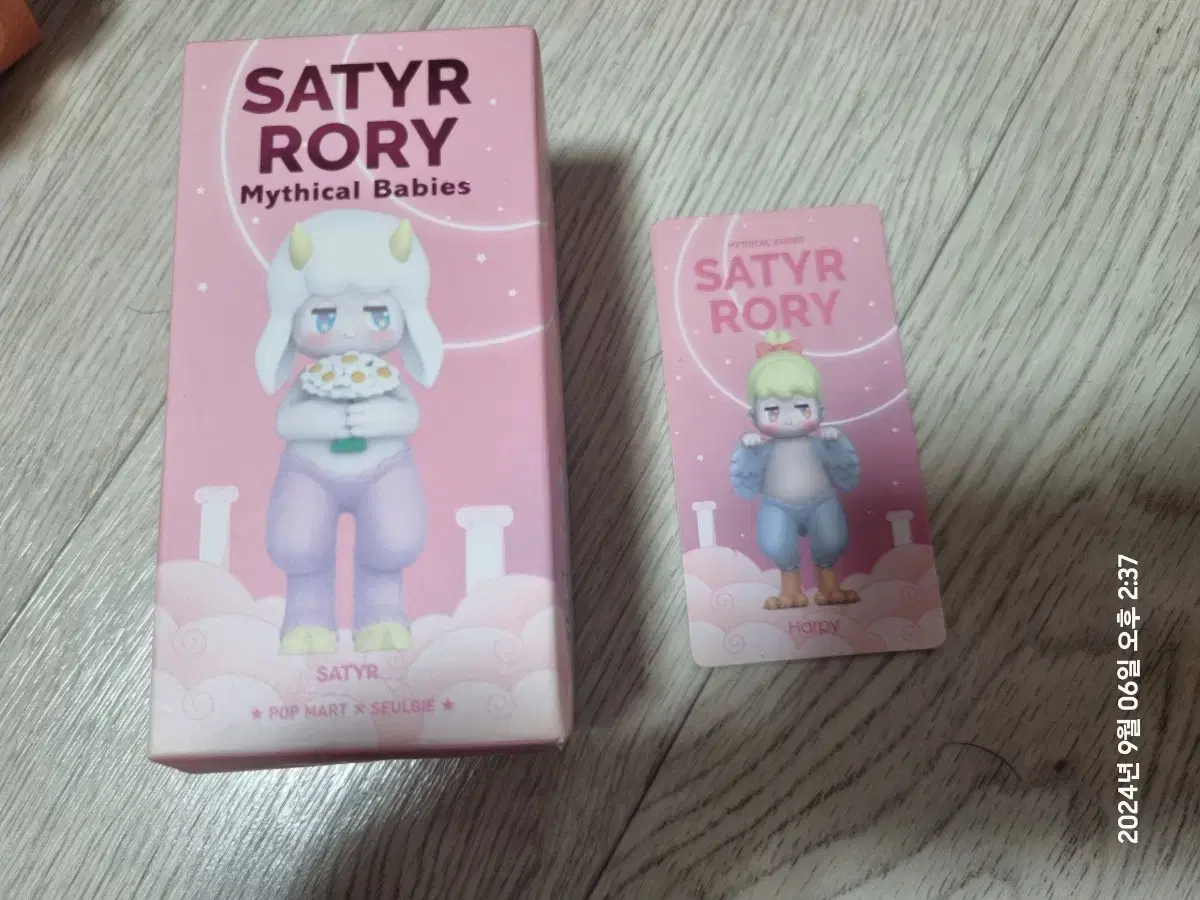 SATYR
RORY
Mythical Babies
SATYR
★ POP MART × SEULGIE ★
MYTHICAL BABIES
SATYR
RORY
Harpy
2024년 9월 06일 오후 2:37